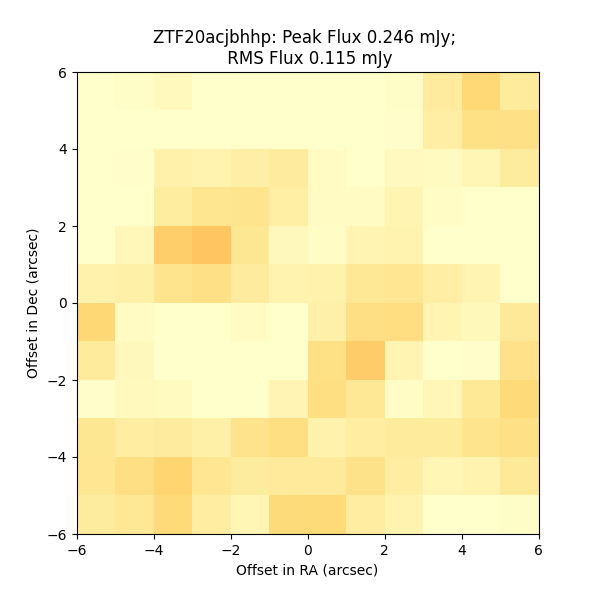 ZTF20acjbhhp: Peak Flux 0.246 mJy;
RMS Flux 0.115 mJy
6
4
2
0
−2
−4
−6
Offset in Dec (arcsec)
−6 −4 −2 0 2 4 6
Offset in RA (arcsec)